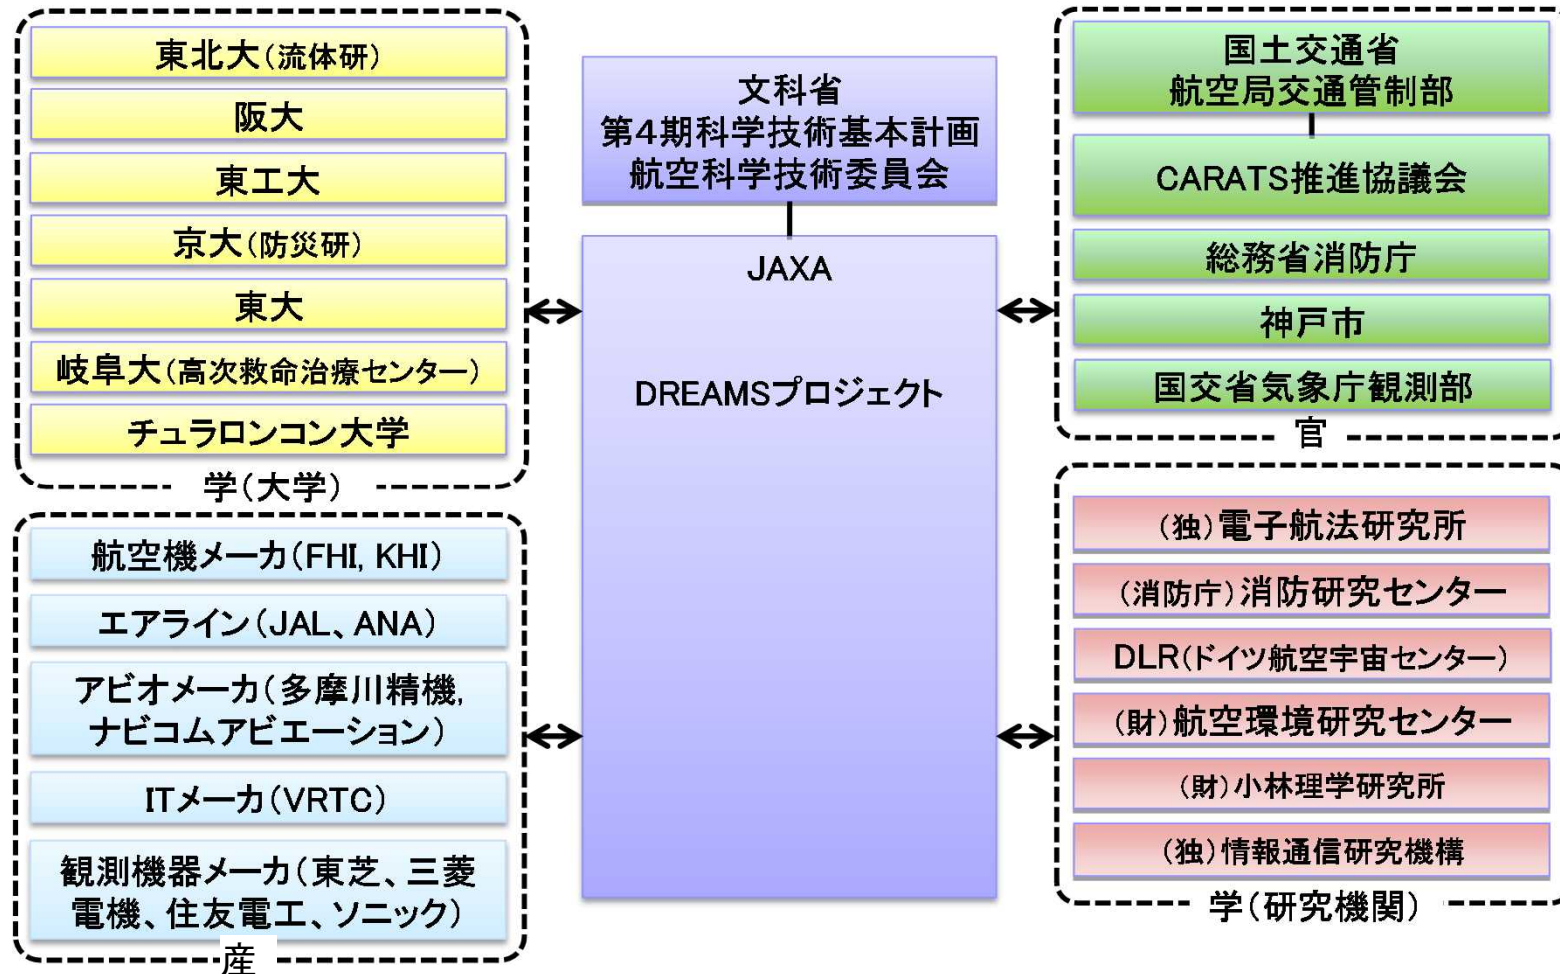 東北大(流体研)
阪大
東工大
京大(防災研)
東大
岐阜大(高次救命治療センター)
チュラロンコン大学
学(大学)
航空機メーカ(FHI, KHI)
エアライン(JAL、ANA)
アビオメーカ(多摩川精機,
ナビコムアビエーション)
ITメーカ(VRTC)
観測機器メーカ(東芝、三菱
電機、住友電工、ソニック)
産
文科省
第4期科学技術基本計画
航空科学技術委員会
JAXA
DREAMSプロジェクト
国土交通省
航空局交通管制部
CARATS推進協議会
総務省消防庁
神戸市
国交省気象庁観測部
官
(独)電子航法研究所
(消防庁)消防研究センター
DLR(ドイツ航空宇宙センター)
(財)航空環境研究センター
(財)小林理学研究所
(独)情報通信研究機構
学(研究機関)